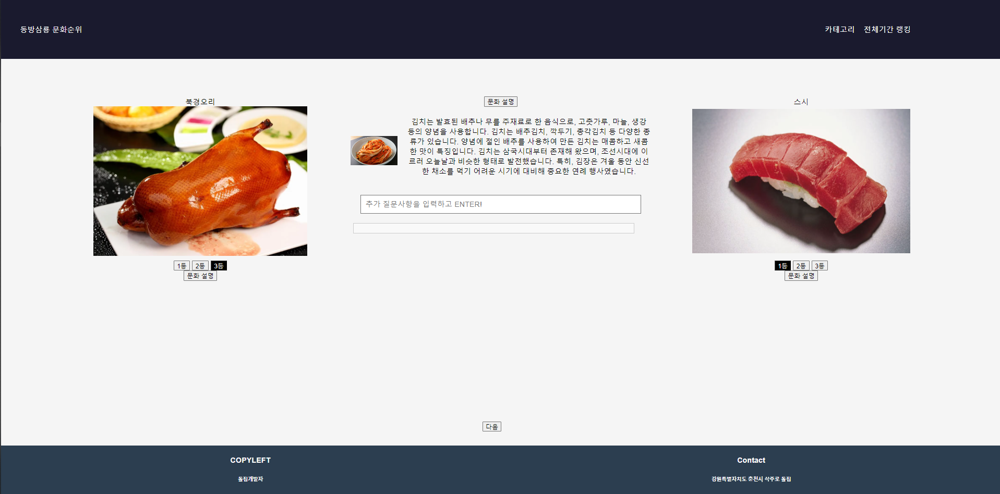 동방삼룡 문화순위
카테고리 전체기간 랭킹
북경오리
1등 2등 3등
문화 설명
문화 설명
김치는 발효된 배추나 무를 주재료로 한 음식으로, 고춧가루, 마늘, 생강
등의 양념을 사용합니다. 김치는 배추김치, 깍두기, 총각김치 등 다양한 종
류가 있습니다. 양념에 절인 배추를 사용하여 만든 김치는 매콤하고 새콤
한 맛이 특징입니다. 김치는 삼국시대부터 존재해 왔으며, 조선시대에 이
르러 오늘날과 비슷한 형태로 발전했습니다. 특히, 김장은 겨울 동안 신선
한 채소를 먹기 어려운 시기에 대비해 중요한 연례 행사였습니다.
추가 질문사항을 입력하고 ENTER!
스시
1등 2등 3등
문화 설명
다음
COPYLEFT
돌집개발자
Contact
강원특별자치도 춘천시 삭주로 돌집